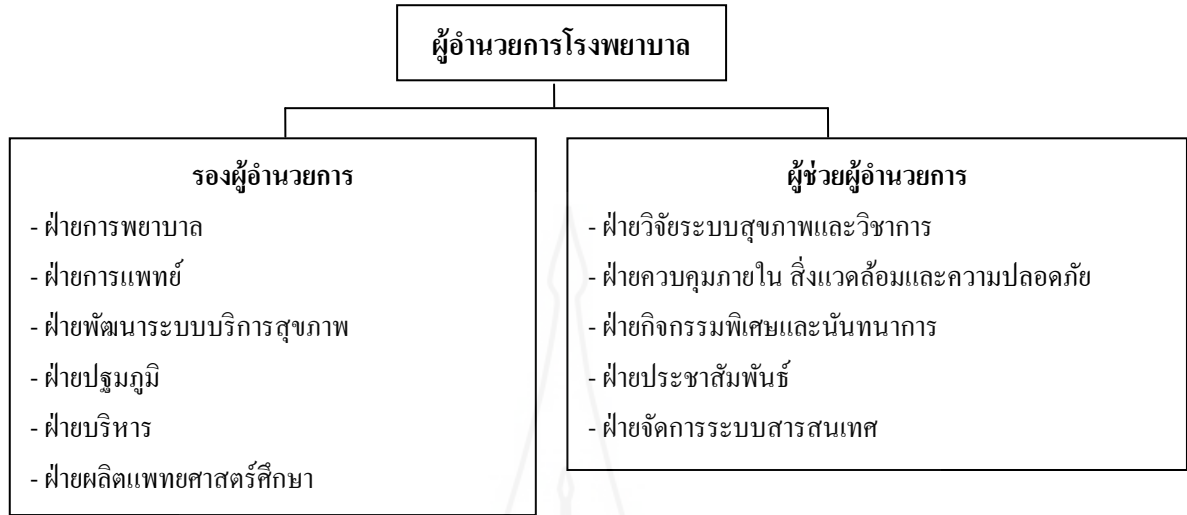 ผู้อำนวยการโรงพยาบาล
รองผู้อำนวยการ
- ฝ่ายการพยาบาล
- ฝ่ายการแพทย์
- ฝ่ายพัฒนาระบบบริการสุขภาพ
- ฝ่ายปฐมภูมิ
- ฝ่ายบริหาร
- ฝ่ายผลิตแพทยศาสตร์ศึกษา
ผู้ช่วยผู้อำนวยการ
- ฝ่ายวิจัยระบบสุขภาพและวิชาการ
- ฝ่ายควบคุมภายใน สิ่งแวดล้อมและความปลอดภัย
- ฝ่ายกิจกรรมพิเศษและนันทนาการ
- ฝ่ายประชาสัมพันธ์
- ฝ่ายจัดการระบบสารสนเทศ